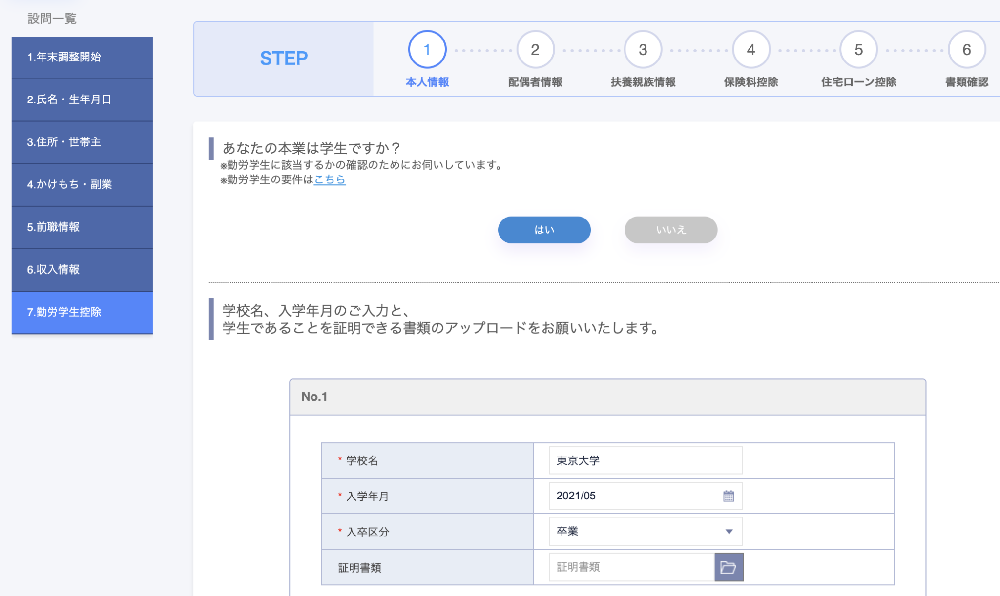 設問一覧
1.年末調整開始
2.氏名・生年月日
3.住所・世帯主
4.かけもち・副業
5.前職情報
6.収入情報
7.勤労学生控除
STEP
1
本人情報
2
配偶者情報
3
扶養親族情報
4
保険料控除
5
住宅ローン控除
6
書類確認
あなたの本業は学生ですか？
※勤労学生に該当するかの確認のためにお伺いしています。
※勤労学生の要件はこちら
はい
いいえ
学校名、入学年月のご入力と、
学生であることを証明できる書類のアップロードをお願いいたします。
No.1
* 学校名
東京大学
* 入学年月
2021/05
* 入卒区分
卒業
証明書類
証明書類